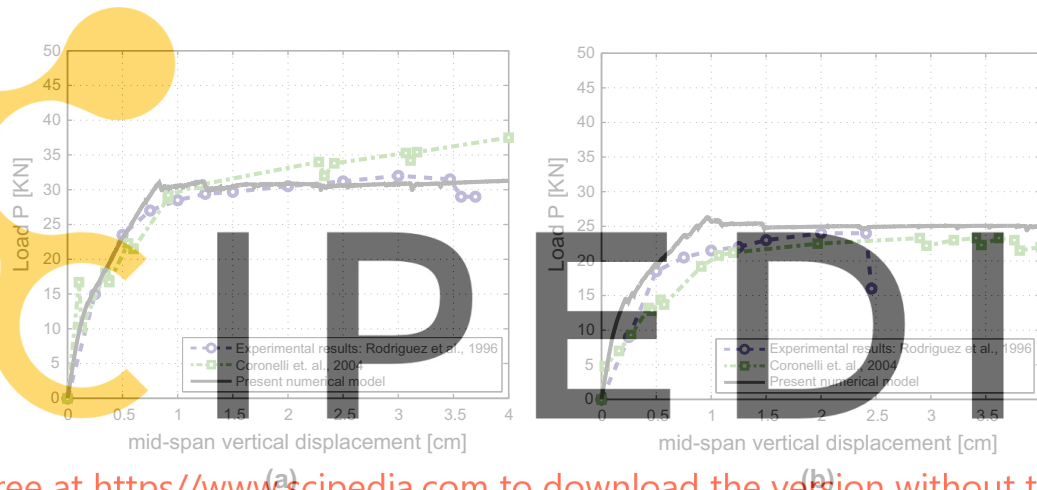 50
45
40
35
30
25
20
15
10
5
0
Load P [KN]
Experimental results: Rodriguez et al., 1996
Coronelli et. al., 2004
Present numerical model
0 0.5 1 1.5 2 2.5 3 3.5 4
mid-span vertical displacement [cm]
(a)
50
45
40
35
30
25
20
15
10
5
0
Load P [KN]
Experimental results: Rodriguez et al., 1996
Coronelli et. al., 2004
Present numerical model
0 0.5 1 1.5 2 2.5 3 3.5
mid-span vertical displacement [cm]
(b)
C I P E D I
ree at https//www.scipedia.com to download the version without t